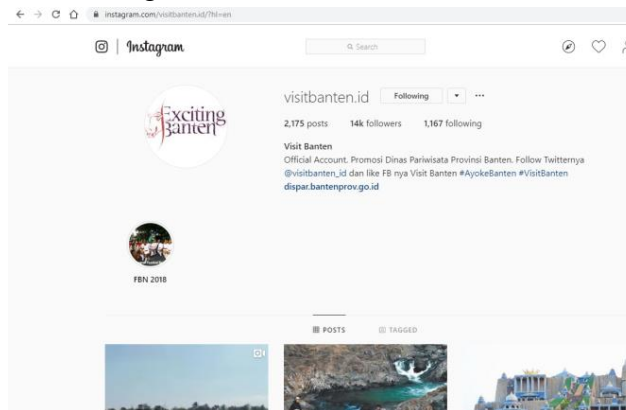 instagram.com/visitbanten.id/?hl=en
Instagram
Search
Exciting
Banten
visitbanten.id Following
2,175 posts 14k followers 1,167 following
Visit Banten
Official Account. Promosi Dinas Pariwisata Provinsi Banten. Follow Twitternya
@visitbanten_id dan like FB nya Visit Banten #AyokeBanten #VisitBanten
dispar.bantenprov.go.id
FBN 2018
POSTS TAGGED